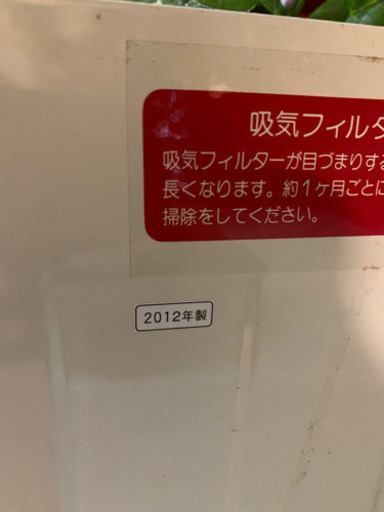 吸気フィルタ
吸気フィルターが目づまりする
長くなります。約1ヶ月ごとに
掃除をしてください。
2012年製